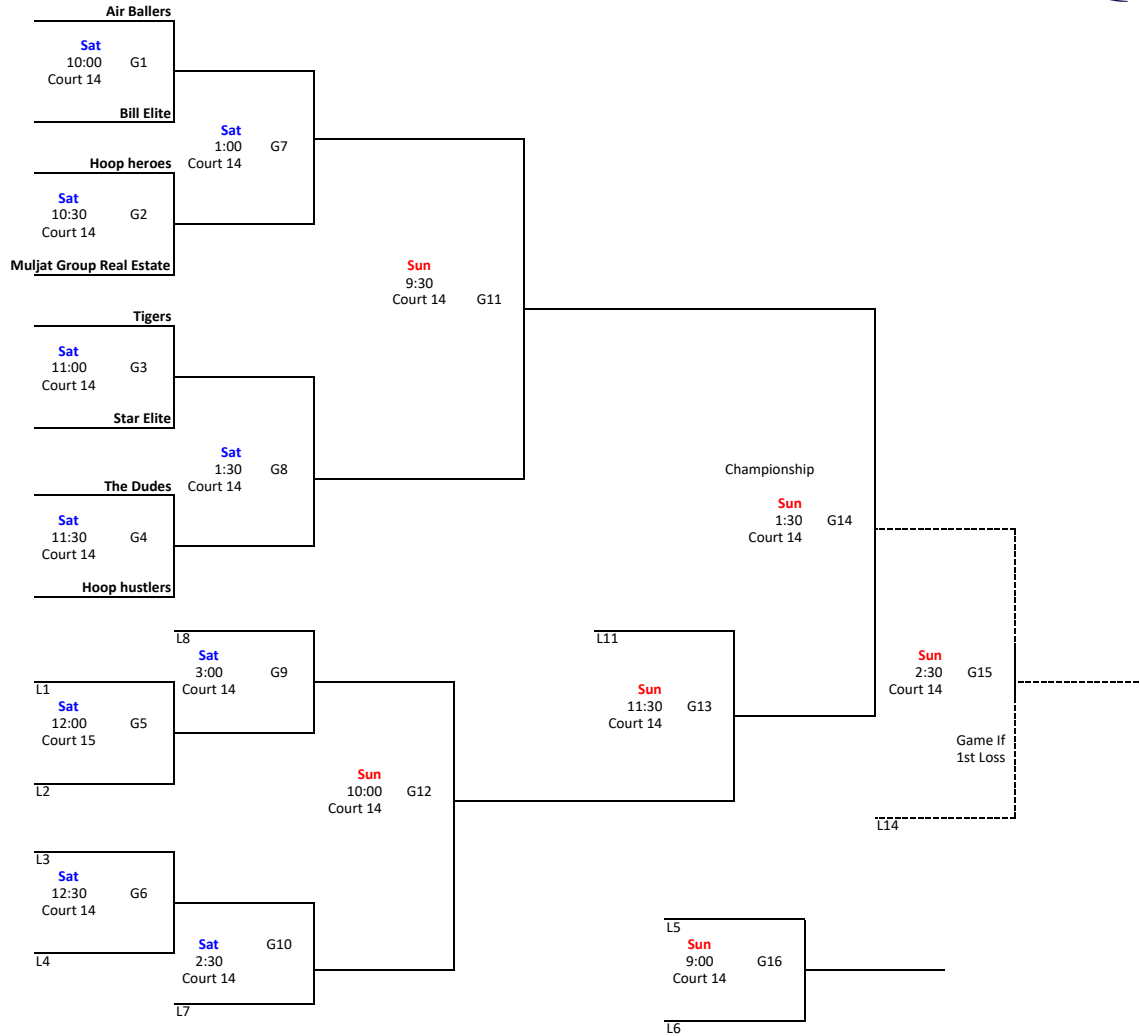 Air Ballers
Sat
10:00 G1
Court 14
Bill Elite
Sat
1:00 G7
Court 14
Hoop heroes
Sat
10:30 G2
Court 14
Muljat Group Real Estate
Sun
9:30
Court 14 G11
Tigers
Sat
11:00 G3
Court 14
Star Elite
Sat
1:30 G8
Court 14
The Dudes
Sat
11:30 G4
Court 14
Hoop hustlers
Championship
Sun
1:30 G14
Court 14
L8
Sat
3:00 G9
Court 14
L1
Sat
12:00 G5
Court 15
L2
L11
Sun
11:30 G13
Court 14
Sun
2:30 G15
Court 14
Game If
1st Loss
L14
Sun
10:00 G12
Court 14
L3
Sat
12:30 G6
Court 14
L4
Sat G10
2:30
Court 14
L7
L5
Sun
9:00 G16
Court 14
L6